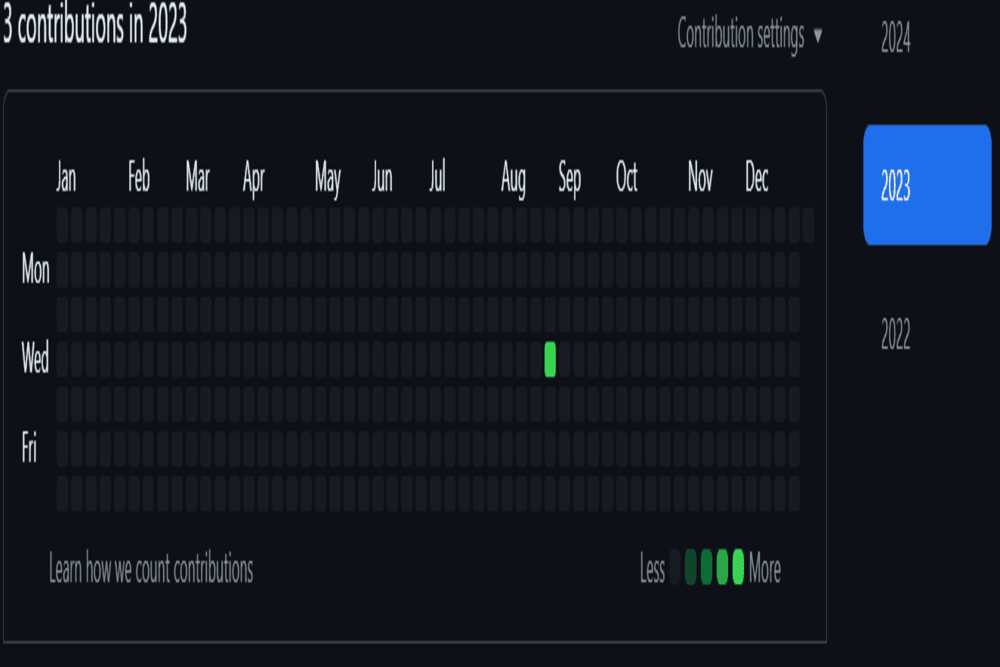 3 contributions in 2023
Contribution settings ▼
2024
2023
2022
Jan Feb Mar Apr May Jun Jul Aug Sep Oct Nov Dec
Mon
Wed
Fri
Learn how we count contributions
Less More